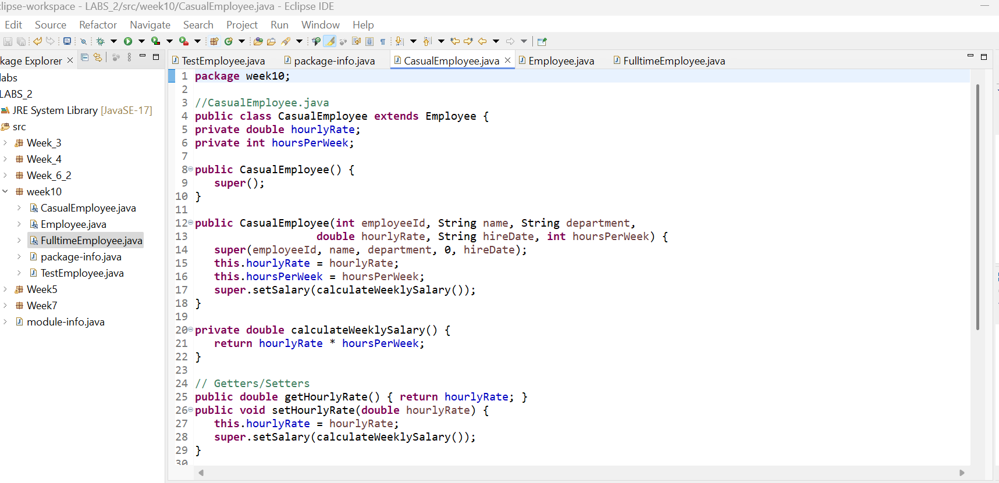 clipse-workspace - LABS_2/src/week10/CasualEmployee.java - Eclipse IDE
Edit Source Refactor Navigate Search Project Run Window Help
kage Explorer
labs
LABS_2
JRE System Library [JavaSE-17]
src
Week_3
Week_4
Week_6_2
week10
CasualEmployee.java
Employee.java
FulltimeEmployee.java
package-info.java
TestEmployee.java
Week5
Week7
module-info.java
TestEmployee.java package-info.java CasualEmployee.java Employee.java FulltimeEmployee.java
1 package week10;
2
3 //CasualEmployee.java
4 public class CasualEmployee extends Employee {
5 private double hourlyRate;
6 private int hoursPerWeek;
7
8 public CasualEmployee() {
9 super();
10 }
11
12 public CasualEmployee(int employeeId, String name, String department,
13 double hourlyRate, String hireDate, int hoursPerWeek) {
14 super(employeeId, name, department, 0, hireDate);
15 this.hourlyRate = hourlyRate;
16 this.hoursPerWeek = hoursPerWeek;
17 super.setSalary(calculateWeeklySalary());
18 }
19
20 private double calculateWeeklySalary() {
21 return hourlyRate * hoursPerWeek;
22 }
23
24 // Getters/Setters
25 public double getHourlyRate() { return hourlyRate; }
26 public void setHourlyRate(double hourlyRate) {
27 this.hourlyRate = hourlyRate;
28 super.setSalary(calculateWeeklySalary());
29 }
30